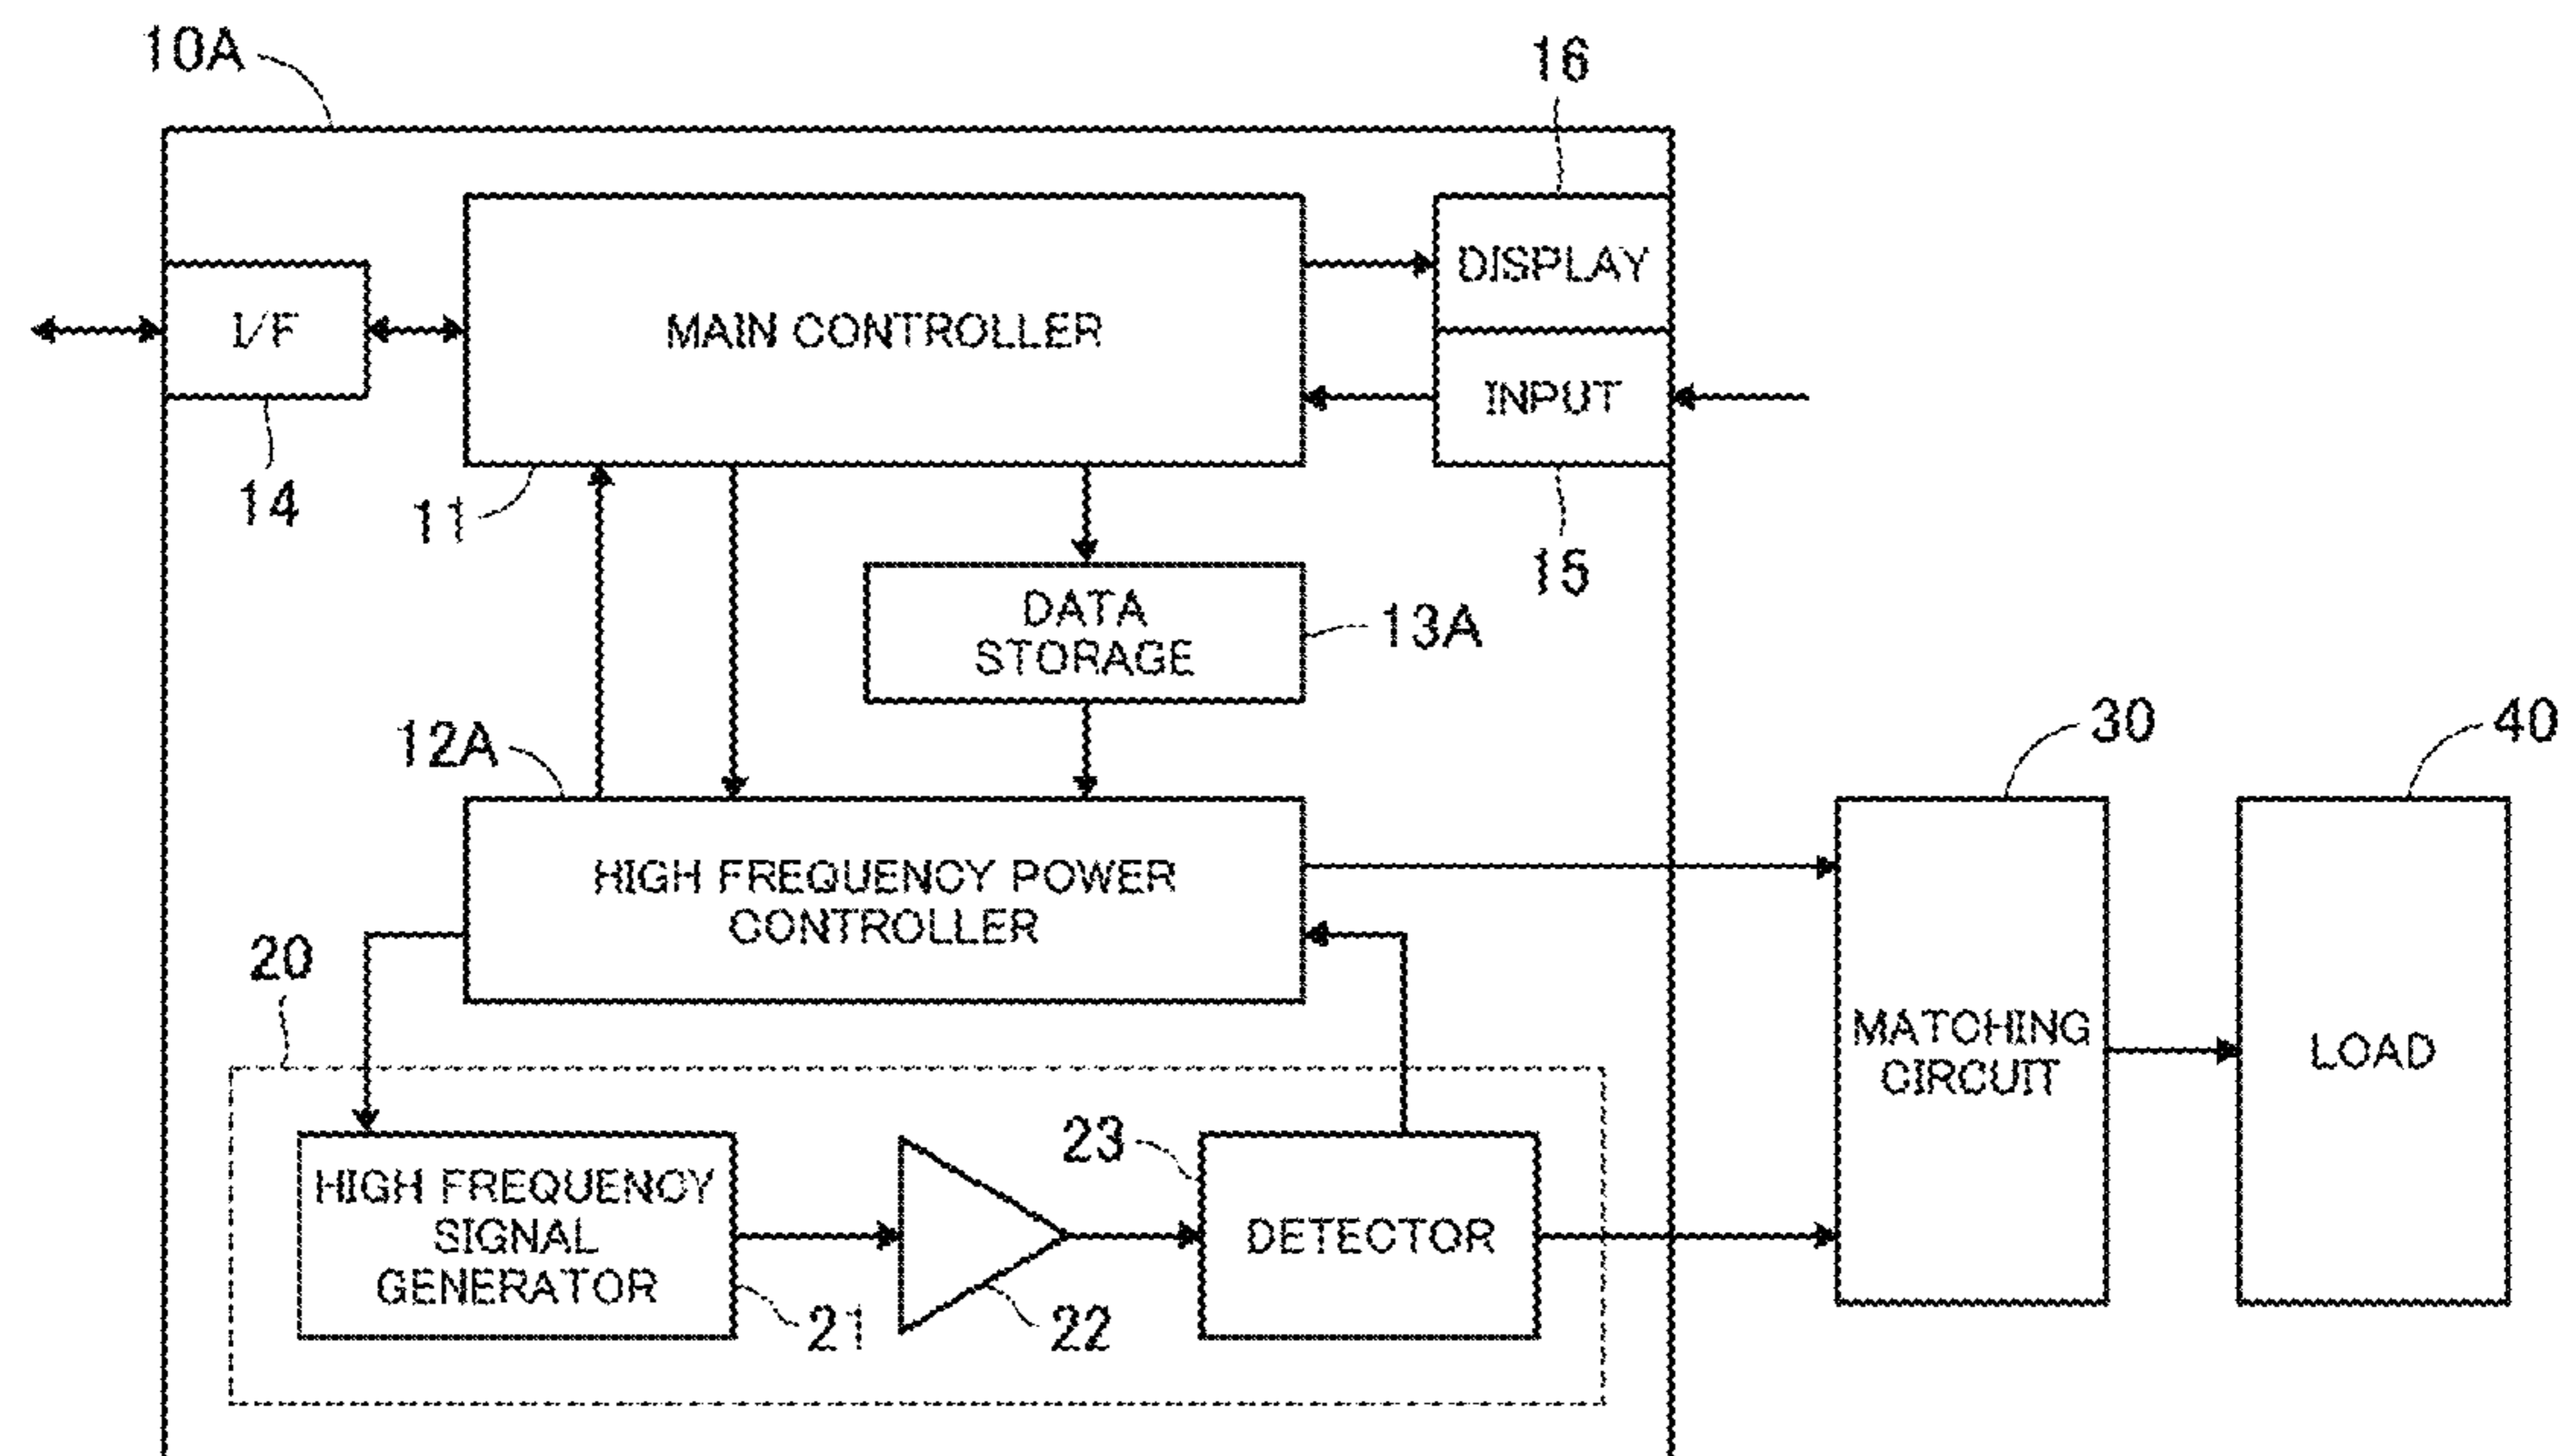 10A
16
DISPLAY
I/F
MAIN CONTROLLER
INPUT
14
11
15
DATA
STORAGE
13A
12A
30
40
HIGH FREQUENCY POWER
CONTROLLER
20
MATCHING
CIRCUIT
LOAD
23
HIGH FREQUENCY
SIGNAL
GENERATOR
DETECTOR
21
22